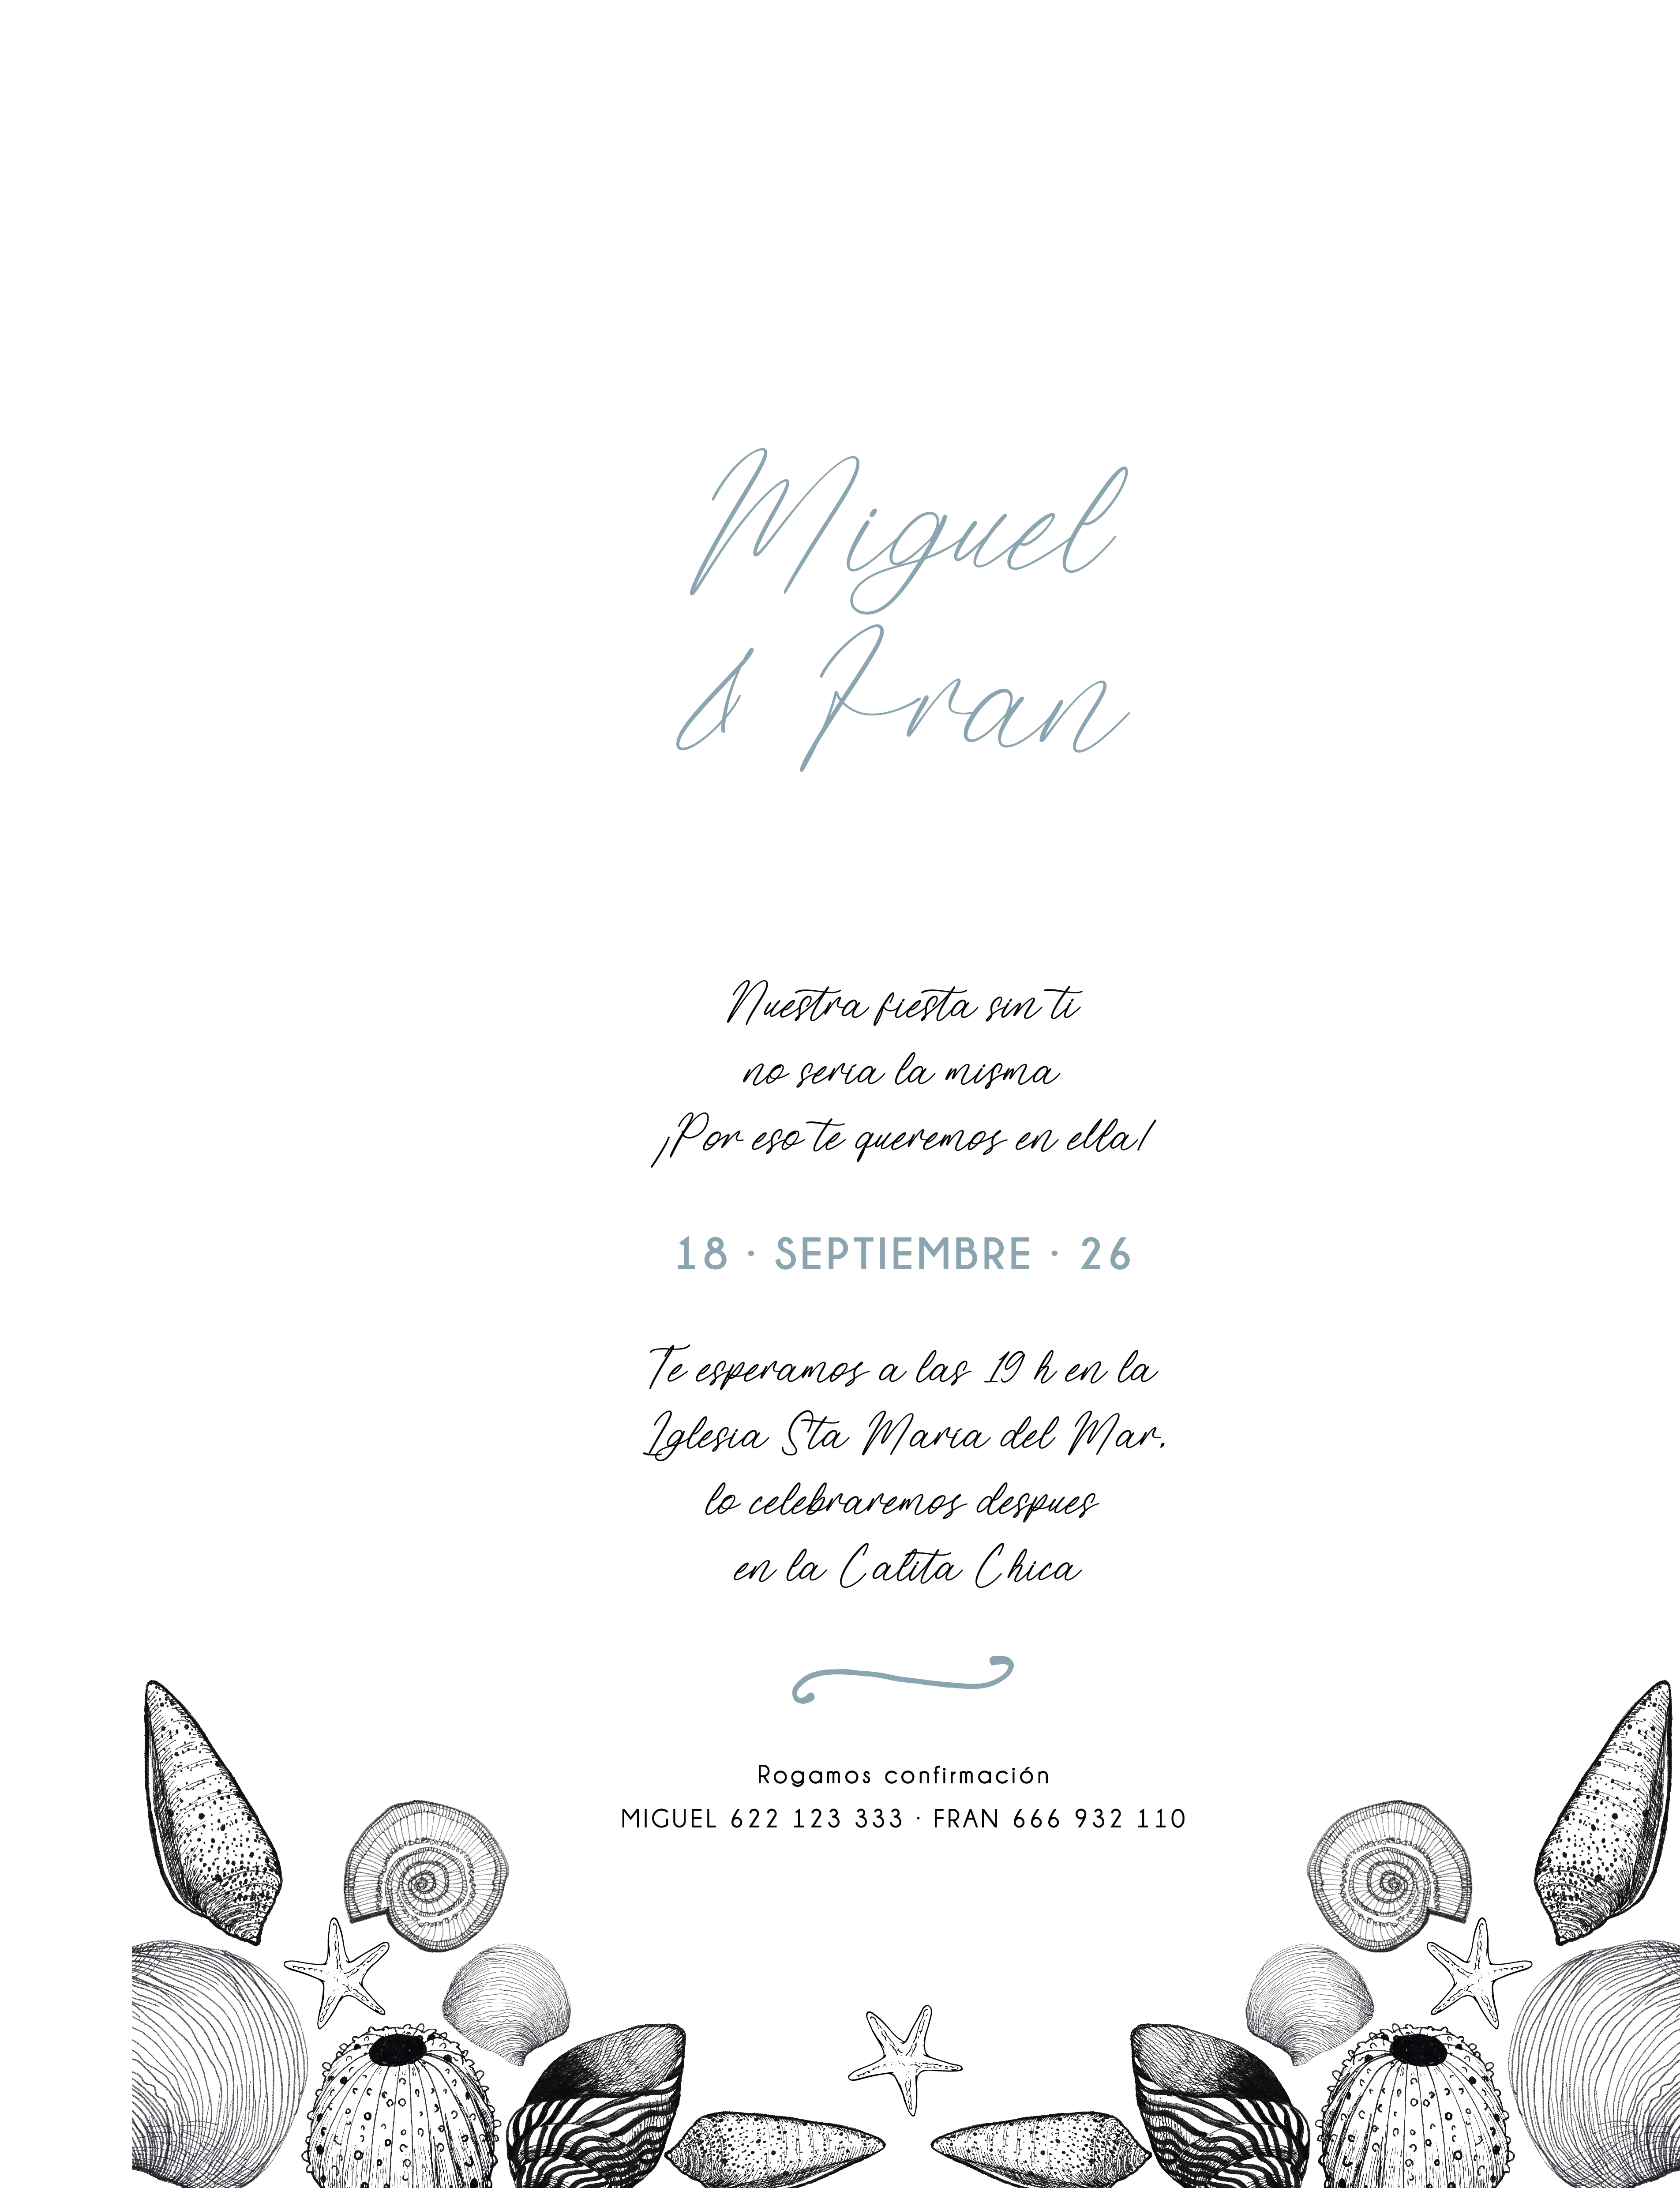 Miguel
& Fran
Nuestra fiesta sin ti
no sería la misma
¡Por eso te queremos en ella!
18 · SEPTIEMBRE · 26
Te esperamos a las 19 h en la
Iglesia Sta María del Mar.
lo celebraremos despues
en la Calita Chica
Rogamos confirmación
MIGUEL 622 123 333 · FRAN 666 932 110